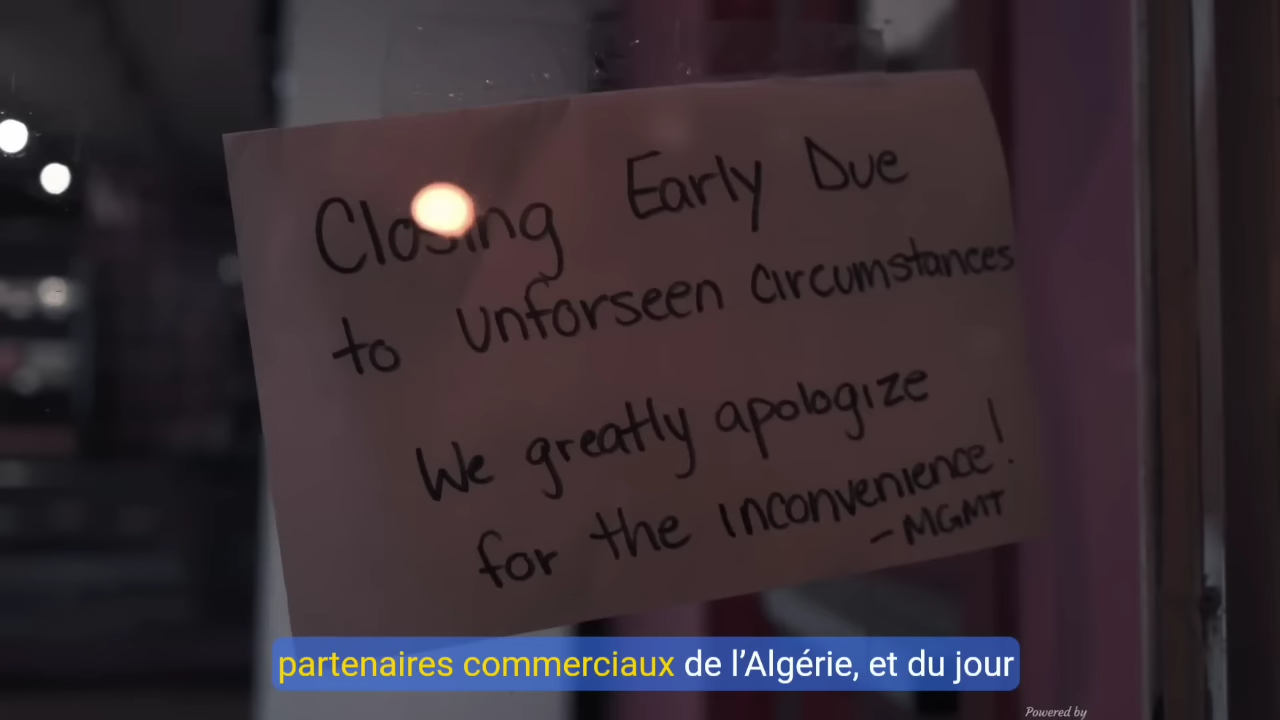 Closing Early Due
to unforseen circumstances
We greatly apologize
for the inconvenience!
- MGMT
partenaires commerciaux de l’Algérie, et du jour
Powered by